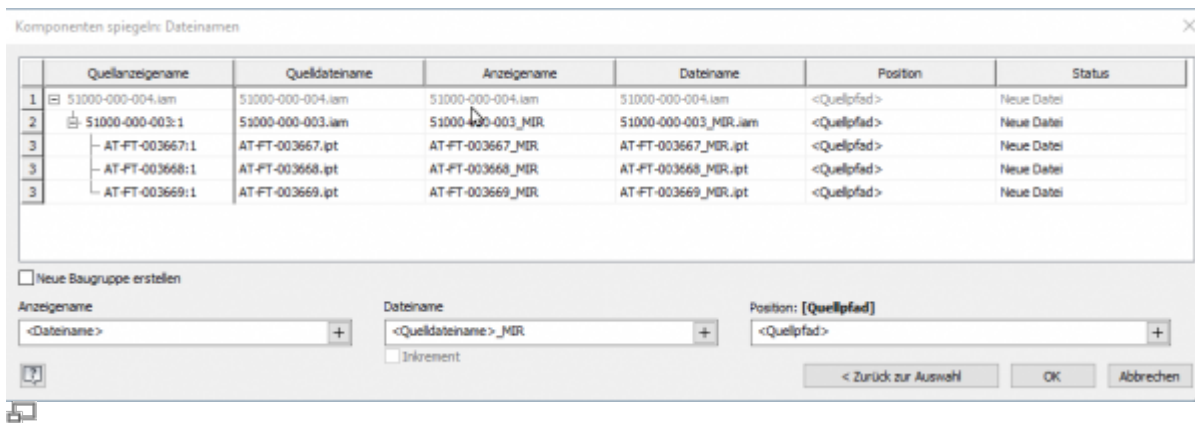 Komponenten spiegeln: Dateinamen
Quellanzeigename Quelldateiname Anzeigename Dateiname Position Status
1 51000-000-004.iam 51000-000-004.iam 51000-000-004.iam 51000-000-004.iam <Quellpfad> Neue Datei
2 51000-000-003:1 51000-000-003.iam 51000-000-003_MIR 51000-000-003_MIR.iam <Quellpfad> Neue Datei
3 AT-FT-003667:1 AT-FT-003667.ipt AT-FT-003667_MIR AT-FT-003667_MIR.ipt <Quellpfad> Neue Datei
3 AT-FT-003668:1 AT-FT-003668.ipt AT-FT-003668_MIR AT-FT-003668_MIR.ipt <Quellpfad> Neue Datei
3 AT-FT-003669:1 AT-FT-003669.ipt AT-FT-003669_MIR AT-FT-003669_MIR.ipt <Quellpfad> Neue Datei
Neue Baugruppe erstellen
Anzeigename Dateiname Position: [Quellpfad]
<Dateiname> + <Quelldateiname>_MIR + <Quellpfad> +
Inkrement
? < Zurück zur Auswahl OK Abbrechen